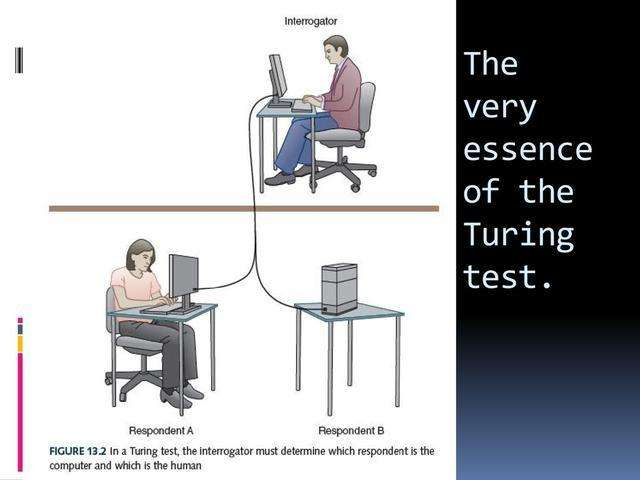 Interrogator
The
very
essence
of the
Turing
test.
Respondent A
Respondent B
FIGURE 13.2 In a Turing test, the interrogator must determine which respondent is the
computer and which is the human